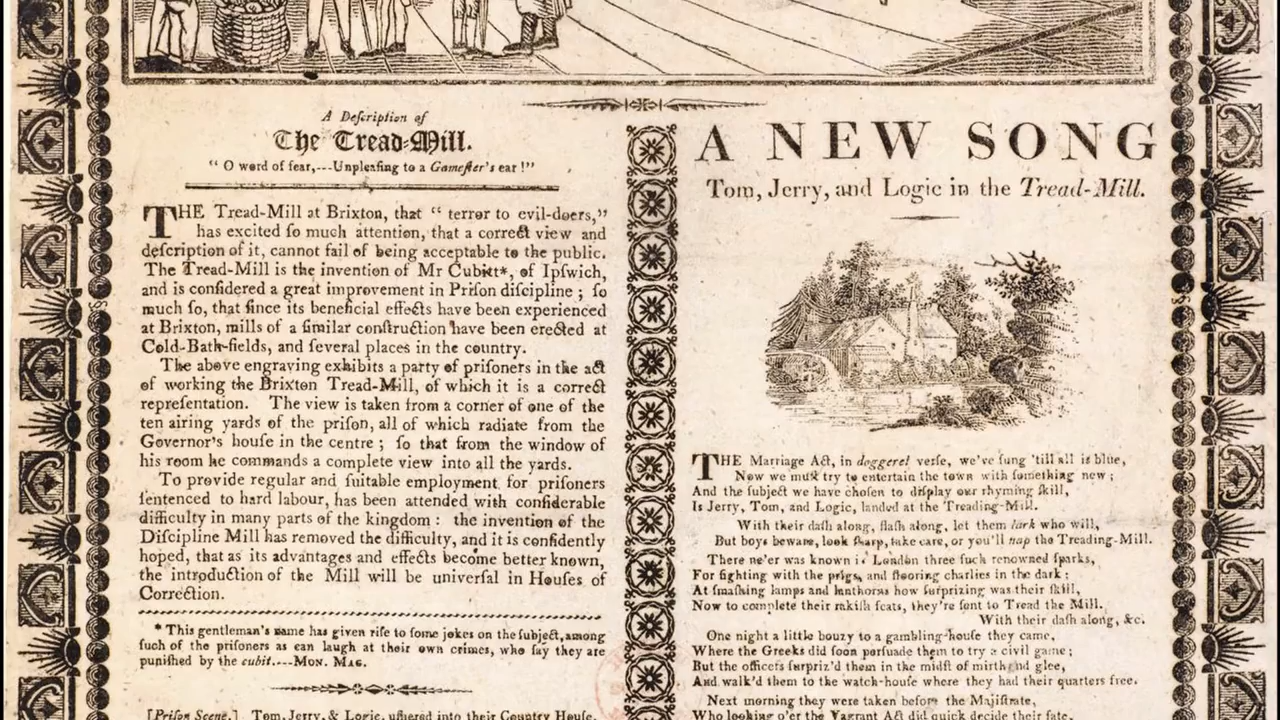 A Deſcription of
The Tread-Mill.
“ O word of fear,---Unpleaſing to a Gameſter's ear !”
THE Tread-Mill at Brixton, that “ terror to evil-doers,”
has excited ſo much attention, that a correct view and
deſcription of it, cannot fail of being acceptable to the public.
The Tread-Mill is the invention of Mr Cubitt*, of Ipſwich,
and is conſidered a great improvement in Priſon diſcipline ; ſo
much ſo, that ſince its beneficial effects have been experienced
at Brixton, mills of a ſimilar conſtruction have been erected at
Cold-Bath-fields, and ſeveral places in the country.
The above engraving exhibits a party of priſoners in the act
of working the Brixton Tread-Mill, of which it is a correct
repreſentation. The view is taken from a corner of one of the
ten airing yards of the priſon, all of which radiate from the
Governor's houſe in the centre ; ſo that from the window of
his room he commands a complete view into all the yards.
To provide regular and ſuitable employment for priſoners
ſentenced to hard labour, has been attended with conſiderable
difficulty in many parts of the kingdom : the invention of the
Diſcipline Mill has removed the difficulty, and it is confidently
hoped, that as its advantages and effects become better known,
the introduction of the Mill will be univerſal in Houſes of
Correction.
* This gentleman's name has given riſe to ſome jokes on the ſubject, among
ſuch of the priſoners as can laugh at their own crimes, who ſay they are
puniſhed by the cubit.---MON. MAG.
[Priſon Scene.] Tom, Jerry, & Logic, uſhered into their Country Houſe.
A NEW SONG
Tom, Jerry, and Logic in the Tread-Mill.
THE Marriage Act, in doggerel verſe, we've ſung 'till all is blue,
Now we muſt try to entertain the town with ſomething new ;
And the ſubject we have choſen to diſplay our rhyming ſkill,
Is Jerry, Tom, and Logic, landed at the Treading-Mill.
With their daſh along, flaſh along, let them lark who will,
But boys beware, look ſharp, take care, or you'll nap the Treading-Mill.
There ne'er was known in London three ſuch renowned ſparks,
For fighting with the prigs, and flooring charlies in the dark ;
At ſmaſhing lamps and lanthorns how ſurprizing was their ſkill,
Now to complete their rakiſh feats, they're ſent to Tread the Mill.
With their daſh along, &c.
One night a little bouzy to a gambling-houſe they came,
Where the Greeks did ſoon perſuade them to try a civil game ;
But the officers ſurpriz'd them in the midſt of mirth and glee,
And walk'd them to the watch-houſe where they had their quarters free.
Next morning they were taken before the Majiſtrate,
Who looking o'er the Vagrant Act did quick decide their fate,